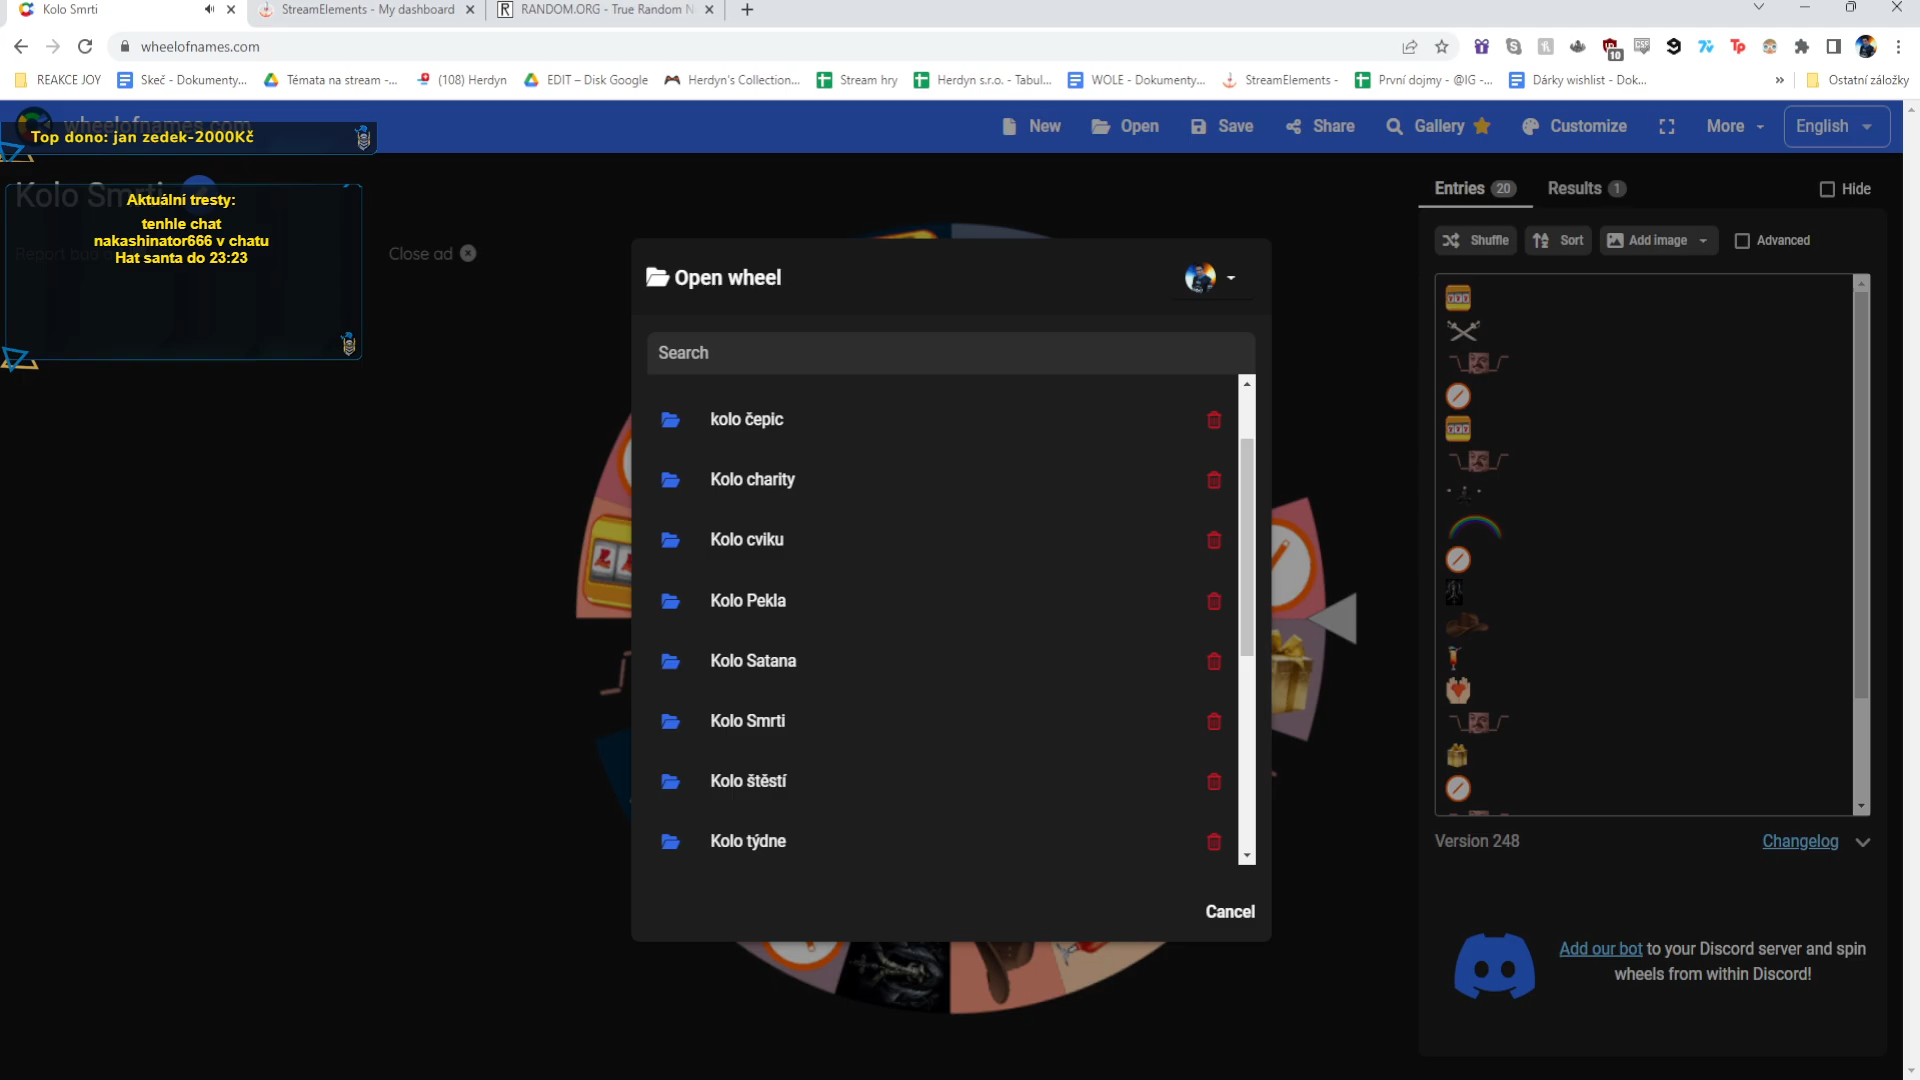 Kolo Smrti
StreamElements - My dashboard
RANDOM.ORG - True Random N
wheelofnames.com
10
REAKCE JOY
Skeč - Dokumenty...
Témata na stream -...
(108) Herdyn
EDIT – Disk Google
Herdyn's Collection...
Stream hry
Herdyn s.r.o. - Tabul...
WOLE - Dokumenty...
StreamElements -
První dojmy - @IG -...
Dárky wishlist - Dok...
»
Ostatní záložky
wheelofnames.com
Top dono: jan zedek-2000Kč
New
Open
Save
Share
Gallery
Customize
More
English
Kolo Smrti
Aktuální tresty:
tenhle chat
nakashinator666 v chatu
Hat santa do 23:23
Close ad
Open wheel
Search
kolo čepic
Kolo charity
Kolo cviku
Kolo Pekla
Kolo Satana
Kolo Smrti
Kolo štěstí
Kolo týdne
Cancel
Entries 20
Results 1
Hide
Shuffle
Sort
Add image
Advanced
Version 248
Changelog
Add our bot to your Discord server and spin
wheels from within Discord!